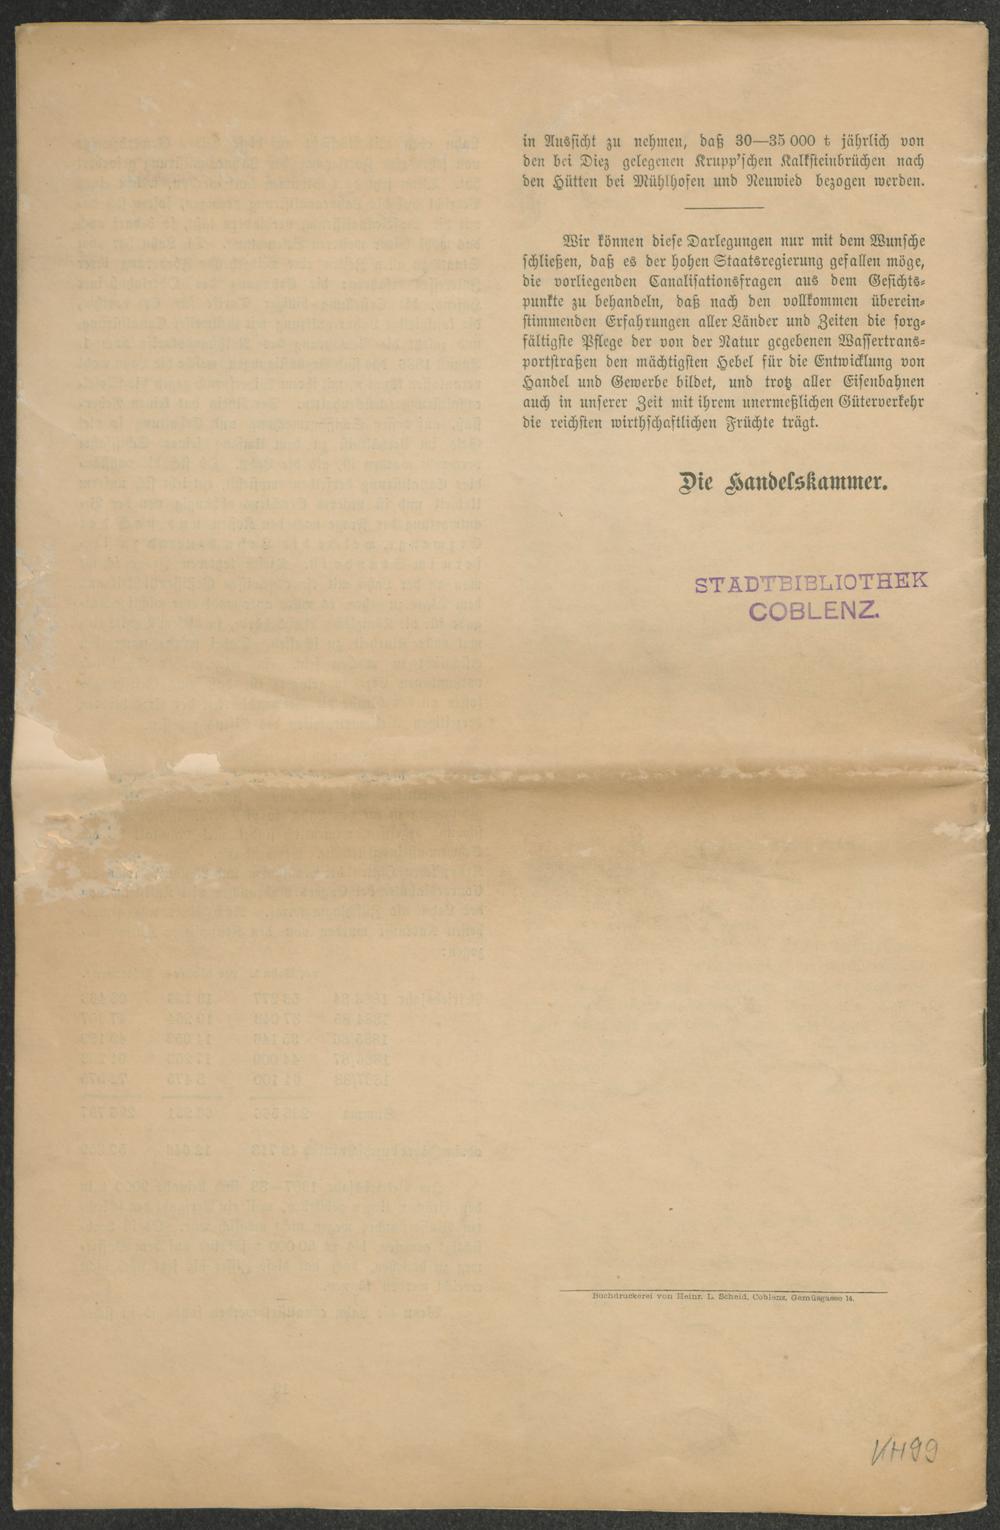 in Aussicht zu nehmen, daß 30—35 000 t jährlich von
den bei Diez gelegenen Krupp'schen Kalksteinbrüchen nach
den Hütten bei Mühlhofen und Neuwied bezogen werden.
Wir können diese Darlegungen nur mit dem Wunsche
schließen, daß es der hohen Staatsregierung gefallen möge,
die vorliegenden Canalisationsfragen aus dem Gesichts-
punkte zu behandeln, daß nach den vollkommen überein-
stimmenden Erfahrungen aller Länder und Zeiten die sorg-
fältigste Pflege der von der Natur gegebenen Wassertrans-
portstraßen den mächtigsten Hebel für die Entwicklung von
Handel und Gewerbe bildet, und trotz aller Eisenbahnen
auch in unserer Zeit mit ihrem unermeßlichen Güterverkehr
die reichsten wirthschaftlichen Früchte trägt.
Die Handelskammer.
STADTBIBLIOTHEK
COBLENZ.
Buchdruckerei von Heinr. L. Scheid, Coblenz, Gemüsgasse 14.
KH99